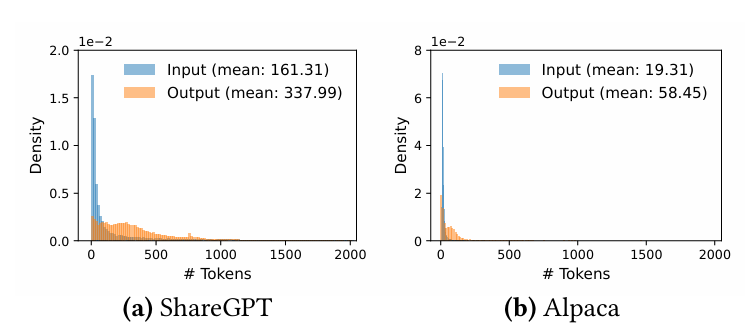 1e−2
2.0
1.5
1.0
0.5
0.0
Density
Input (mean: 161.31)
Output (mean: 337.99)
0 500 1000 1500 2000
# Tokens
(a) ShareGPT
1e−2
8
6
4
2
0
Density
Input (mean: 19.31)
Output (mean: 58.45)
0 500 1000 1500 2000
# Tokens
(b) Alpaca